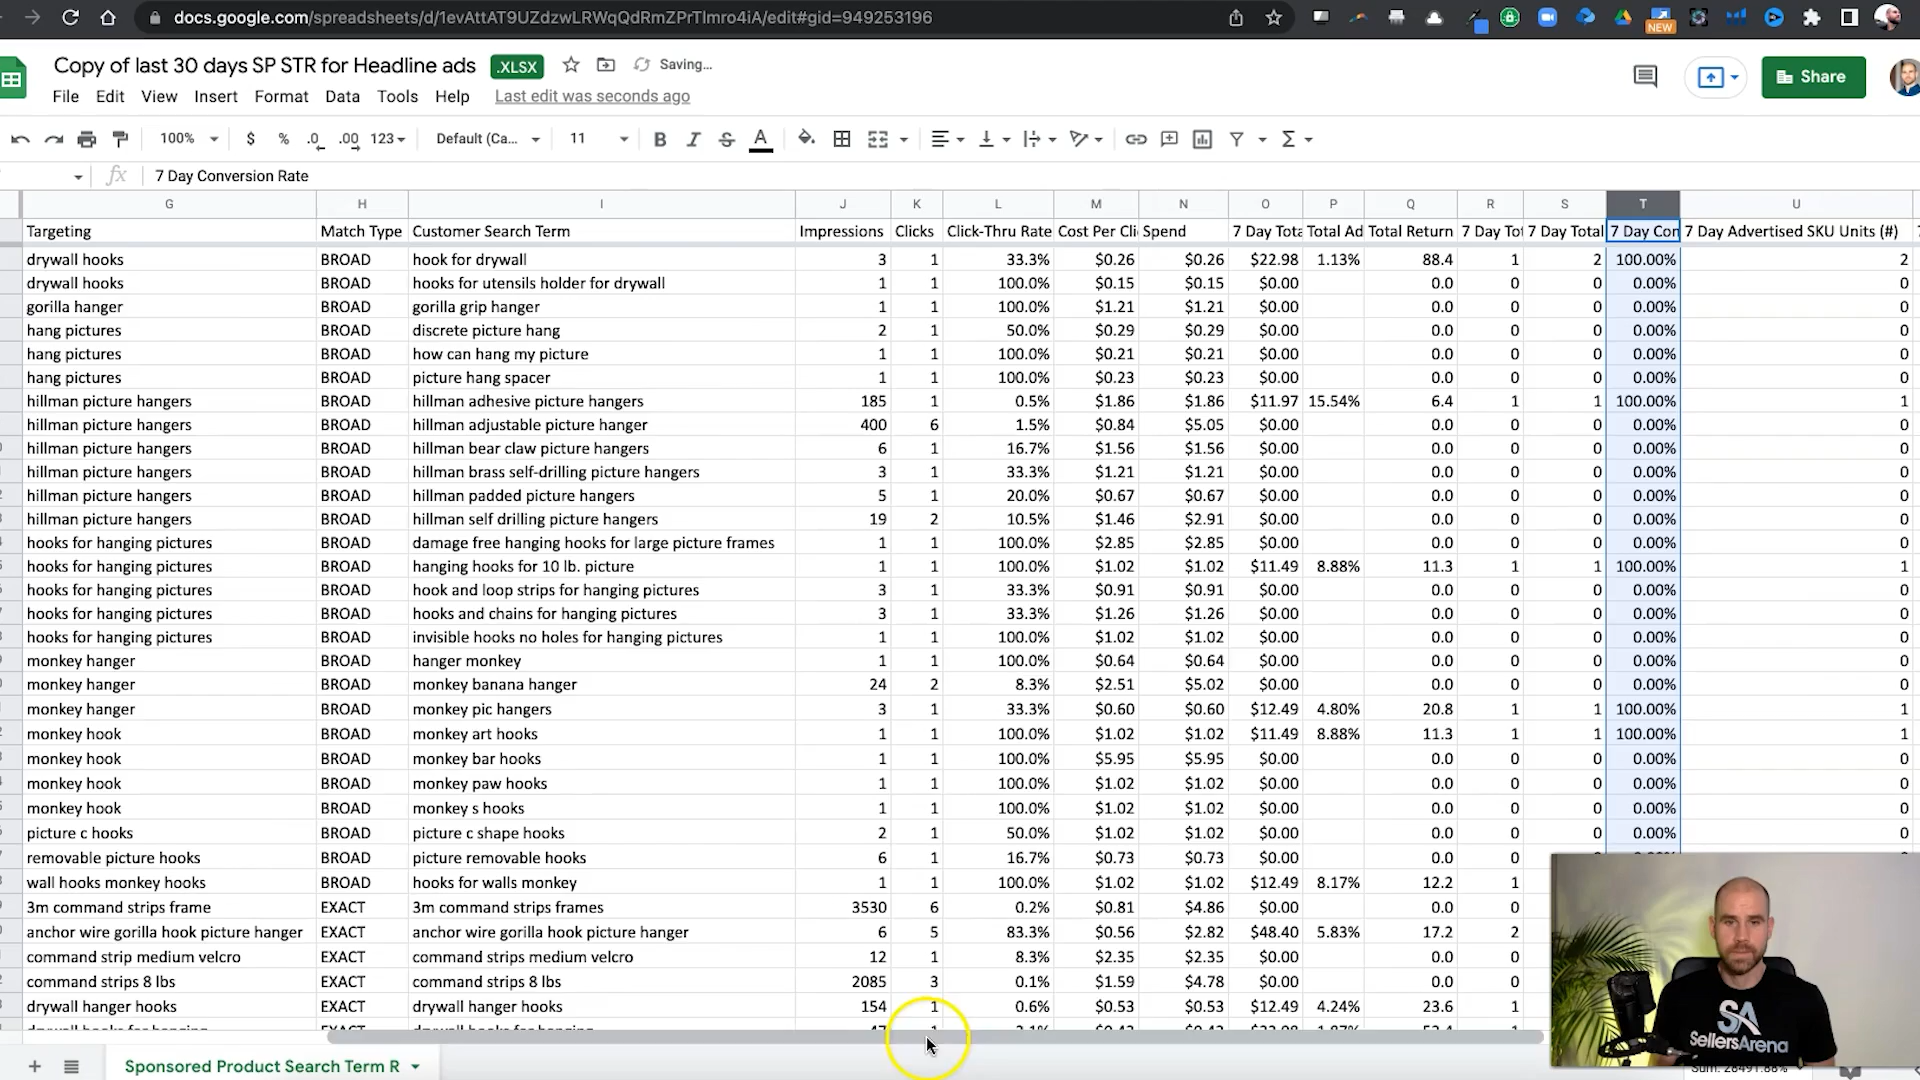 docs.google.com/spreadsheets/d/1evAttAT9UZdzwLRWqQdRmZPrTlmro4iA/edit#gid=949253196
NEW
Copy of last 30 days SP STR for Headline ads .XLSX Saving...
Share
File Edit View Insert Format Data Tools Help Last edit was seconds ago
100% $ % .0 .00 123 Default (Ca... 11 B I S A
fx 7 Day Conversion Rate
G H I J K L M N O P Q R S T U
Targeting Match Type Customer Search Term Impressions Clicks Click-Thru Rate Cost Per Cli Spend 7 Day Tota Total Ad Total Return 7 Day Tot 7 Day Total 7 Day Con 7 Day Advertised SKU Units (#)
drywall hooks BROAD hook for drywall 3 1 33.3% $0.26 $0.26 $22.98 1.13% 88.4 1 2 100.00% 2
drywall hooks BROAD hooks for utensils holder for drywall 1 1 100.0% $0.15 $0.15 $0.00 0.0 0 0 0.00% 0
gorilla hanger BROAD gorilla grip hanger 1 1 100.0% $1.21 $1.21 $0.00 0.0 0 0 0.00% 0
hang pictures BROAD discrete picture hang 2 1 50.0% $0.29 $0.29 $0.00 0.0 0 0 0.00% 0
hang pictures BROAD how can hang my picture 1 1 100.0% $0.21 $0.21 $0.00 0.0 0 0 0.00% 0
hang pictures BROAD picture hang spacer 1 1 100.0% $0.23 $0.23 $0.00 0.0 0 0 0.00% 0
hillman picture hangers BROAD hillman adhesive picture hangers 185 1 0.5% $1.86 $1.86 $11.97 15.54% 6.4 1 1 100.00% 1
hillman picture hangers BROAD hillman adjustable picture hanger 400 6 1.5% $0.84 $5.05 $0.00 0.0 0 0 0.00% 0
hillman picture hangers BROAD hillman bear claw picture hangers 6 1 16.7% $1.56 $1.56 $0.00 0.0 0 0 0.00% 0
hillman picture hangers BROAD hillman brass self-drilling picture hangers 3 1 33.3% $1.21 $1.21 $0.00 0.0 0 0 0.00% 0
hillman picture hangers BROAD hillman padded picture hangers 5 1 20.0% $0.67 $0.67 $0.00 0.0 0 0 0.00% 0
hillman picture hangers BROAD hillman self drilling picture hangers 19 2 10.5% $1.46 $2.91 $0.00 0.0 0 0 0.00% 0
hooks for hanging pictures BROAD damage free hanging hooks for large picture frames 1 1 100.0% $2.85 $2.85 $0.00 0.0 0 0 0.00% 0
hooks for hanging pictures BROAD hanging hooks for 10 lb. picture 1 1 100.0% $1.02 $1.02 $11.49 8.88% 11.3 1 1 100.00% 1
hooks for hanging pictures BROAD hook and loop strips for hanging pictures 3 1 33.3% $0.91 $0.91 $0.00 0.0 0 0 0.00% 0
hooks for hanging pictures BROAD hooks and chains for hanging pictures 3 1 33.3% $1.26 $1.26 $0.00 0.0 0 0 0.00% 0
hooks for hanging pictures BROAD invisible hooks no holes for hanging pictures 1 1 100.0% $1.02 $1.02 $0.00 0.0 0 0 0.00% 0
monkey hanger BROAD hanger monkey 1 1 100.0% $0.64 $0.64 $0.00 0.0 0 0 0.00% 0
monkey hanger BROAD monkey banana hanger 24 2 8.3% $2.51 $5.02 $0.00 0.0 0 0 0.00% 0
monkey hanger BROAD monkey pic hangers 3 1 33.3% $0.60 $0.60 $12.49 4.80% 20.8 1 1 100.00% 1
monkey hook BROAD monkey art hooks 1 1 100.0% $1.02 $1.02 $11.49 8.88% 11.3 1 1 100.00% 1
monkey hook BROAD monkey bar hooks 1 1 100.0% $5.95 $5.95 $0.00 0.0 0 0 0.00% 0
monkey hook BROAD monkey paw hooks 1 1 100.0% $1.02 $1.02 $0.00 0.0 0 0 0.00% 0
monkey hook BROAD monkey s hooks 1 1 100.0% $1.02 $1.02 $0.00 0.0 0 0 0.00% 0
picture c hooks BROAD picture c shape hooks 2 1 50.0% $1.02 $1.02 $0.00 0.0 0 0 0.00% 0
removable picture hooks BROAD picture removable hooks 6 1 16.7% $0.73 $0.73 $0.00 0.0 0
wall hooks monkey hooks BROAD hooks for walls monkey 1 1 100.0% $1.02 $1.02 $12.49 8.17% 12.2 1
3m command strips frame EXACT 3m command strips frames 3530 6 0.2% $0.81 $4.86 $0.00 0.0 0
anchor wire gorilla hook picture hanger EXACT anchor wire gorilla hook picture hanger 6 5 83.3% $0.56 $2.82 $48.40 5.83% 17.2 2
command strip medium velcro EXACT command strips medium velcro 12 1 8.3% $2.35 $2.35 $0.00 0.0 0
command strips 8 lbs EXACT command strips 8 lbs 2085 3 0.1% $1.59 $4.78 $0.00 0.0 0
drywall hanger hooks EXACT drywall hanger hooks 154 1 0.6% $0.53 $0.53 $12.49 4.24% 23.6 1
SA
SellersArena
Sponsored Product Search Term R